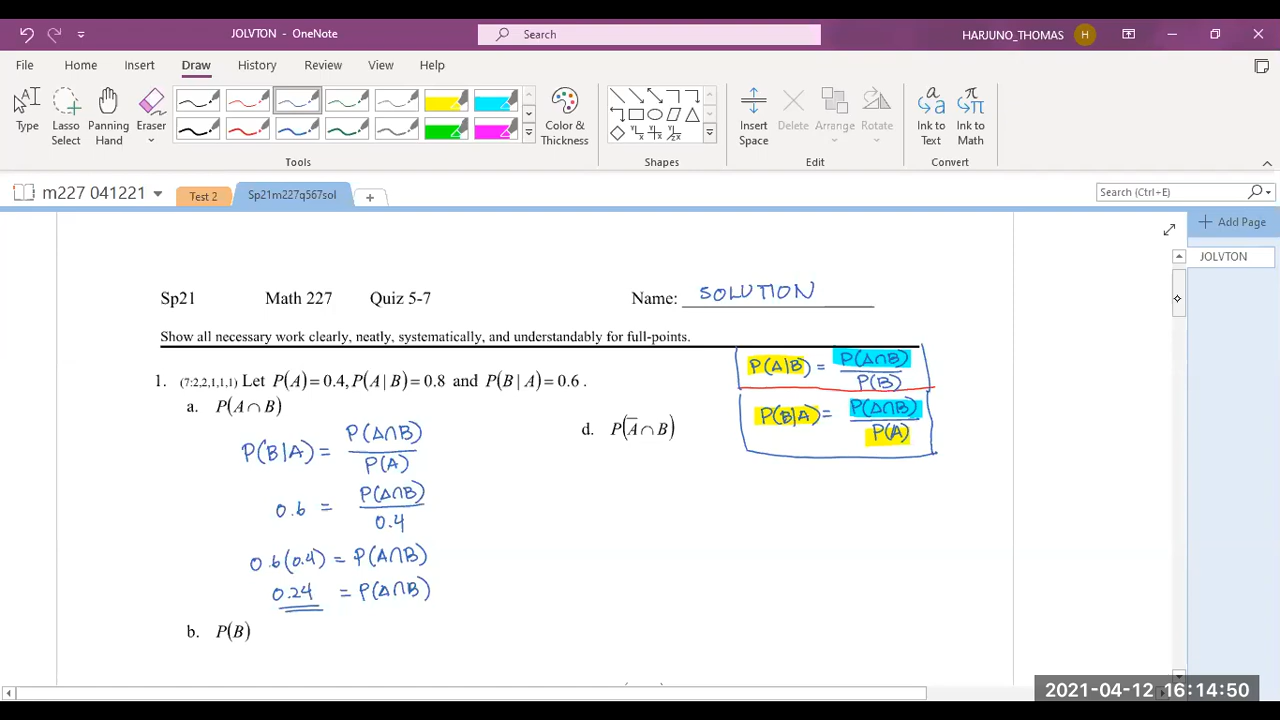 JOLVTON - OneNote
Search
HARJUNO_THOMAS
H
File Home Insert Draw History Review View Help
Type
Lasso Select
Panning Hand
Eraser
Color & Thickness
Insert Space
Delete
Arrange
Rotate
Ink to Text
Ink to Math
Tools
Shapes
Edit
Convert
m227 041221
Test 2
Sp21m227q567sol
Search (Ctrl+E)
Add Page
JOLVTON
Sp21 Math 227 Quiz 5-7 Name: SOLUTION
Show all necessary work clearly, neatly, systematically, and understandably for full-points.
1. (7:2,2,1,1,1) Let P(A)=0.4, P(A | B)=0.8 and P(B | A)=0.6 .
a. P(A∩B)
P(B|A) = P(A∩B) / P(A)
0.6 = P(A∩B) / 0.4
0.6(0.4) = P(A∩B)
0.24 = P(A∩B)
b. P(B)
d. P(A̅∩B)
P(A|B) = P(A∩B) / P(B)
P(B|A) = P(A∩B) / P(A)
2021-04-12 16:14:50